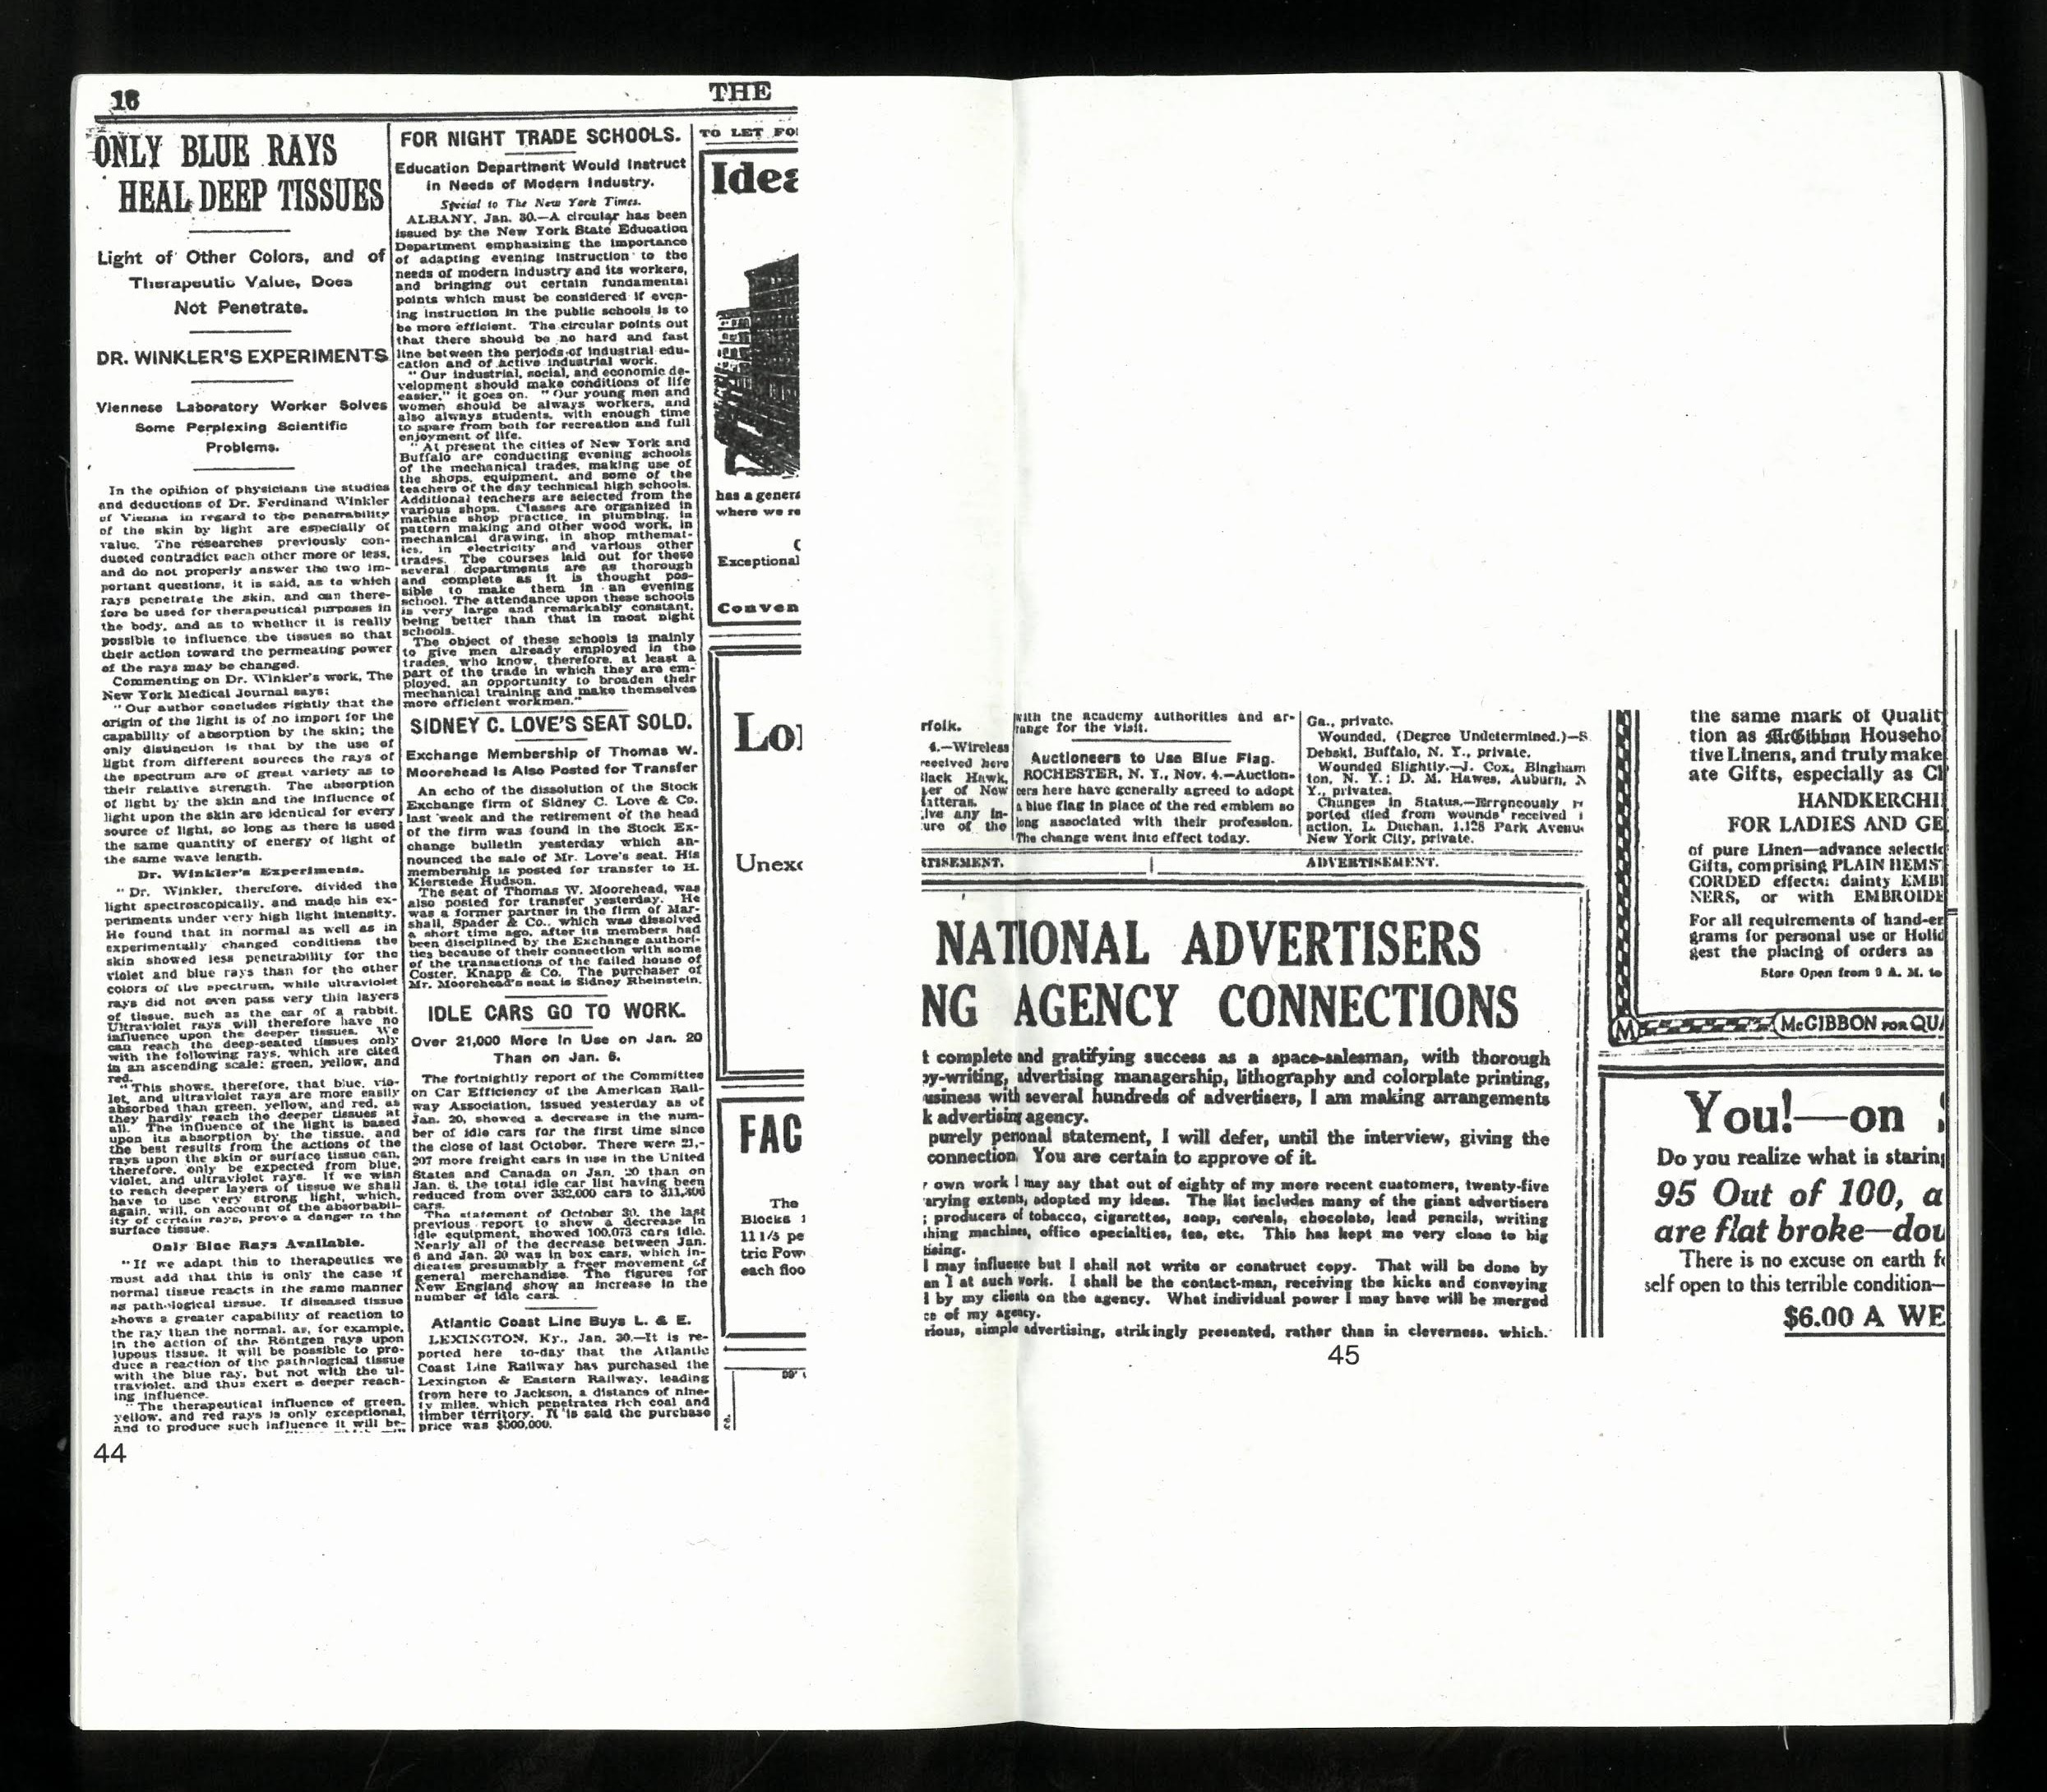 16
THE
ONLY BLUE RAYS
HEAL DEEP TISSUES
Light of Other Colors, and of
Therapeutic Value, Does
Not Penetrate.
DR. WINKLER'S EXPERIMENTS
Viennese Laboratory Worker Solves
Some Perplexing Scientific
Problems.
In the opinion of physicians the studies
and deductions of Dr. Ferdinand Winkler
of Vienna in regard to the penetrability
of the skin by light are especially of
value. The researches previously con-
ducted contradict each other more or less,
and do not properly answer the two im-
portant questions, it is said, as to which
rays penetrate the skin, and can there-
fore be used for therapeutical purposes in
the body, and as to whether it is really
possible to influence the tissues so that
their action toward the permeating power
of the rays may be changed.
Commenting on Dr. Winkler's work, The
New York Medical Journal says:
"Our author concludes rightly that the
origin of the light is of no import for the
capability of absorption by the skin; the
only distinction is that by the use of
light from different sources the rays of
the spectrum are of great variety as to
their relative strength. The absorption
of light by the skin and the influence of
light upon the skin are identical for every
source of light, so long as there is used
the same quantity of energy of light of
the same wave length.
Dr. Winkler's Experiments.
"Dr. Winkler, therefore, divided the
light spectroscopically, and made his ex-
periments under very high light intensity.
He found that in normal as well as in
experimentally changed conditions the
skin showed less penetrability for the
violet and blue rays than for the other
colors of the spectrum, while ultraviolet
rays did not even pass very thin layers
of tissue, such as the ear of a rabbit.
Ultraviolet rays will therefore have no
influence upon the deeper tissues. We
can reach the deep-seated tissues only
with the following rays, which are cited
in an ascending scale: green, yellow, and
red.
"This shows, therefore, that blue, vio-
let, and ultraviolet rays are more easily
absorbed than green, yellow, and red, as
they hardly reach the deeper tissues at
all. The influence of the light is based
upon its absorption by the tissue, and
the best results from the actions of the
rays upon the skin or surface tissue can,
therefore, only be expected from blue,
violet, and ultraviolet rays. If we wish
to reach deeper layers of tissue we shall
have to use very strong light, which,
again, will, on account of the absorbabil-
ity of certain rays, prove a danger to the
surface tissue.
Only Blue Rays Available.
"If we adapt this to therapeutics we
must add that this is only the case if
normal tissue reacts in the same manner
as pathological tissue. If diseased tissue
shows a greater capability of reaction to
the ray than the normal, as, for example,
in the action of the Röntgen rays upon
lupous tissue, it will be possible to pro-
duce a reaction of the pathological tissue
with the blue ray, but not with the ul-
traviolet, and thus exert a deeper reach-
ing influence.
"The therapeutical influence of green,
yellow, and red rays is only exceptional,
and to produce such influence it will be-
44
FOR NIGHT TRADE SCHOOLS.
Education Department Would Instruct
in Needs of Modern Industry.
Special to The New York Times.
ALBANY, Jan. 30.—A circular has been
issued by the New York State Education
Department emphasizing the importance
of adapting evening instruction to the
needs of modern industry and its workers,
and bringing out certain fundamental
points which must be considered if even-
ing instruction in the public schools is to
be more efficient. The circular points out
that there should be no hard and fast
line between the periods of industrial edu-
cation and of active industrial work.
"Our industrial, social, and economic de-
velopment should make conditions of life
easier," it goes on. "Our young men and
women should be always workers, and
also always students, with enough time
to spare from both for recreation and full
enjoyment of life.
"At present the cities of New York and
Buffalo are conducting evening schools
of the mechanical trades, making use of
the shops, equipment, and some of the
teachers of the day technical high schools.
Additional teachers are selected from the
various shops. Classes are organized in
machine shop practice, in plumbing, in
pattern making and other wood work, in
mechanical drawing, in shop mthemat-
ics, in electricity and various other
trades. The courses laid out for these
several departments are as thorough
and complete as it is thought pos-
sible to make them in an evening
school. The attendance upon these schools
is very large and remarkably constant,
being better than that in most night
schools.
The object of these schools is mainly
to give men already employed in the
trades, who know, therefore, at least a
part of the trade in which they are em-
ployed, an opportunity to broaden their
mechanical training and make themselves
more efficient workmen."
SIDNEY C. LOVE'S SEAT SOLD.
Exchange Membership of Thomas W.
Moorehead Is Also Posted for Transfer
An echo of the dissolution of the Stock
Exchange firm of Sidney C. Love & Co.
last week and the retirement of the head
of the firm was found in the Stock Ex-
change bulletin yesterday which an-
nounced the sale of Mr. Love's seat. His
membership is posted for transfer to H.
Kierstede Hudson.
The seat of Thomas W. Moorehead, was
also posted for transfer yesterday. He
was a former partner in the firm of Mar-
shall, Spader & Co., which was dissolved
a short time ago, after its members had
been disciplined by the Exchange authori-
ties because of their connection with some
of the transactions of the failed house of
Coster, Knapp & Co. The purchaser of
Mr. Moorehead's seat is Sidney Rheinstein.
IDLE CARS GO TO WORK.
Over 21,000 More In Use on Jan. 20
Than on Jan. 6.
The fortnightly report of the Committee
on Car Efficiency of the American Rail-
way Association, issued yesterday as of
Jan. 20, showed a decrease in the num-
ber of idle cars for the first time since
the close of last October. There were 21,-
207 more freight cars in use in the United
States and Canada on Jan. 20 than on
Jan. 6, the total idle car list having been
reduced from over 332,000 cars to
cars.
The statement of October 30, the last
previous report to show a decrease in
idle equipment, showed 100,073 cars idle.
Nearly all of the decrease between Jan.
6 and Jan. 20 was in box cars, which in-
dicates presumably a freer movement of
general merchandise. The figures for
New England show an increase in the
number of idle cars.
Atlantic Coast Line Buys L. & E.
LEXINGTON, Ky., Jan. 30.—It is re-
ported here to-day that the Atlantic
Coast Line Railway has purchased the
Lexington & Eastern Railway, leading
from here to Jackson, a distance of nine-
ty miles, which penetrates rich coal and
timber territory. It is said the purchase
price was $500,000.
TO LET FO
Idea
has a genera
where we re
Exceptional
Conven
Lo
Unexc
FAC
The
Blocks
11 1/5 pe
tric Pow
each floo
rfolk.
4.—Wireless
received here
lack Hawk,
er of New
atteras.
ive any in-
ure of the
with the academy authorities and ar-
range for the visit.
Auctioneers to Use Blue Flag.
ROCHESTER, N. Y., Nov. 4.—Auction-
eers here have generally agreed to adopt
a blue flag in place of the red emblem so
long associated with their profession.
The change went into effect today.
Ga., private.
Wounded, (Degree Undetermined.)—S.
Debski, Buffalo, N. Y., private.
Wounded Slightly.—J. Cox, Bingham
ton, N. Y.; D. M. Hawes, Auburn, N
Y., privates.
Changes in Status.—Erroneously r
ported died from wounds received i
action, L. Duchan, 1,128 Park Avenu
New York City, private.
TISEMENT.
ADVERTISEMENT.
NATIONAL ADVERTISERS
NG AGENCY CONNECTIONS
t complete and gratifying success as a space-salesman, with thorough
py-writing, advertising managership, lithography and colorplate printing,
usiness with several hundreds of advertisers, I am making arrangements
k advertising agency.
purely personal statement, I will defer, until the interview, giving the
connection. You are certain to approve of it.
r own work I may say that out of eighty of my more recent customers, twenty-five
arying extents, adopted my ideas. The list includes many of the giant advertisers
; producers of tobacco, cigarettes, soap, cereals, chocolate, lead pencils, writing
hing machines, office specialties, tea, etc. This has kept me very close to big
tising.
I may influence but I shall not write or construct copy. That will be done by
an I at such work. I shall be the contact-man, receiving the kicks and conveying
l by my clients on the agency. What individual power I may have will be merged
ce of my agency.
rious, simple advertising, strikingly presented, rather than in cleverness, which.
45
the same mark of Qualit
tion as McGibbon Househo
tive Linens, and truly make
ate Gifts, especially as Ch
HANDKERCHI
FOR LADIES AND GE
of pure Linen—advance selectic
Gifts, comprising PLAIN HEMS
CORDED effects; dainty EMBI
NERS, or with EMBROIDE
For all requirements of hand-er
grams for personal use or Holid
gest the placing of orders as
Store Open from 9 A. M. to
M
McGIBBON FOR QUA
You!—on
Do you realize what is staring
95 Out of 100, a
are flat broke—dou
There is no excuse on earth fo
self open to this terrible condition—
$6.00 A WE